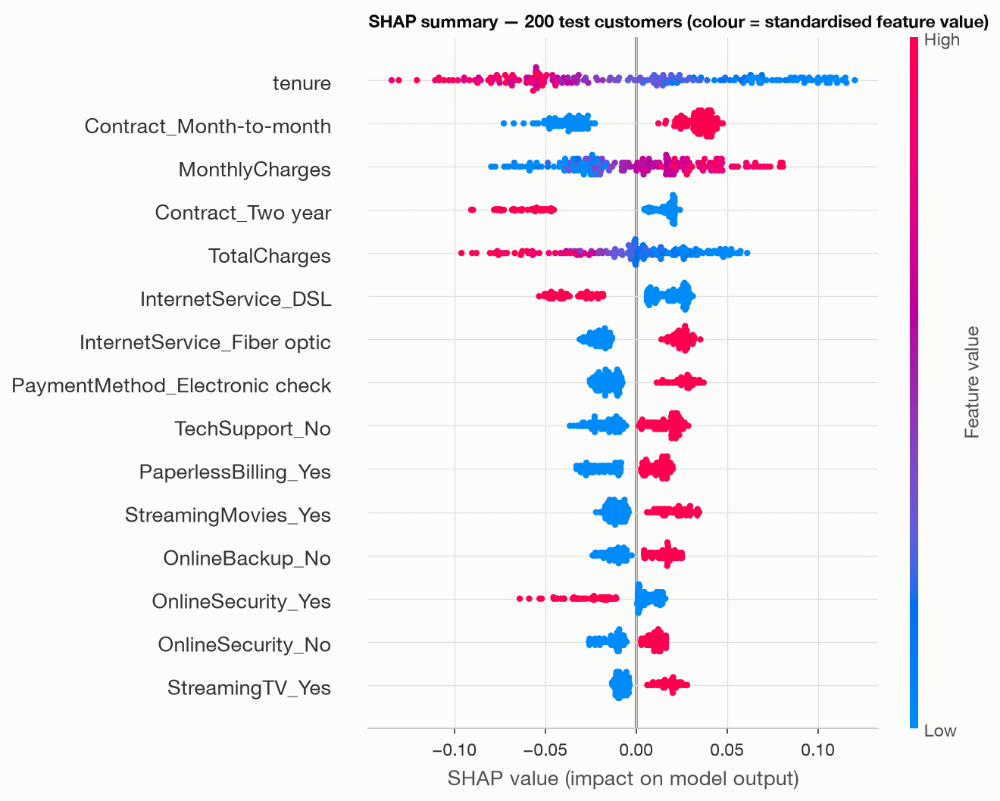 SHAP summary — 200 test customers (colour = standardised feature value)
High
tenure
Contract_Month-to-month
MonthlyCharges
Contract_Two year
TotalCharges
InternetService_DSL
InternetService_Fiber optic
PaymentMethod_Electronic check
TechSupport_No
PaperlessBilling_Yes
StreamingMovies_Yes
OnlineBackup_No
OnlineSecurity_Yes
OnlineSecurity_No
StreamingTV_Yes
Feature value
Low
−0.10 −0.05 0.00 0.05 0.10
SHAP value (impact on model output)